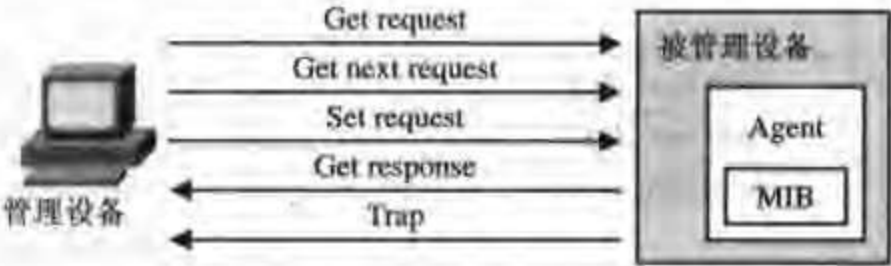 Get request
Get next request
Set request
Get response
Trap
管理设备
被管理设备
Agent
MIB